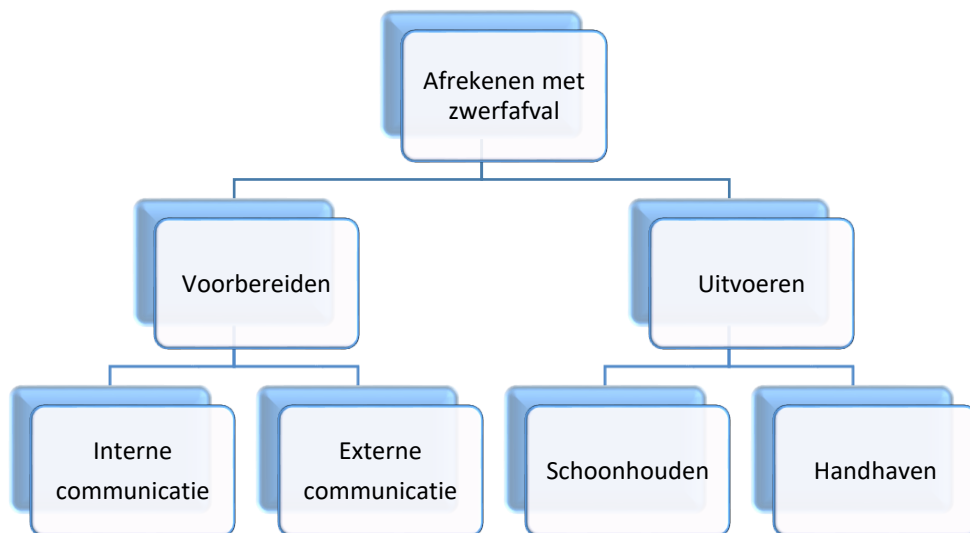 Afrekenen met
zwerfafval
Voorbereiden
Uitvoeren
Interne
communicatie
Externe
communicatie
Schoonhouden
Handhaven